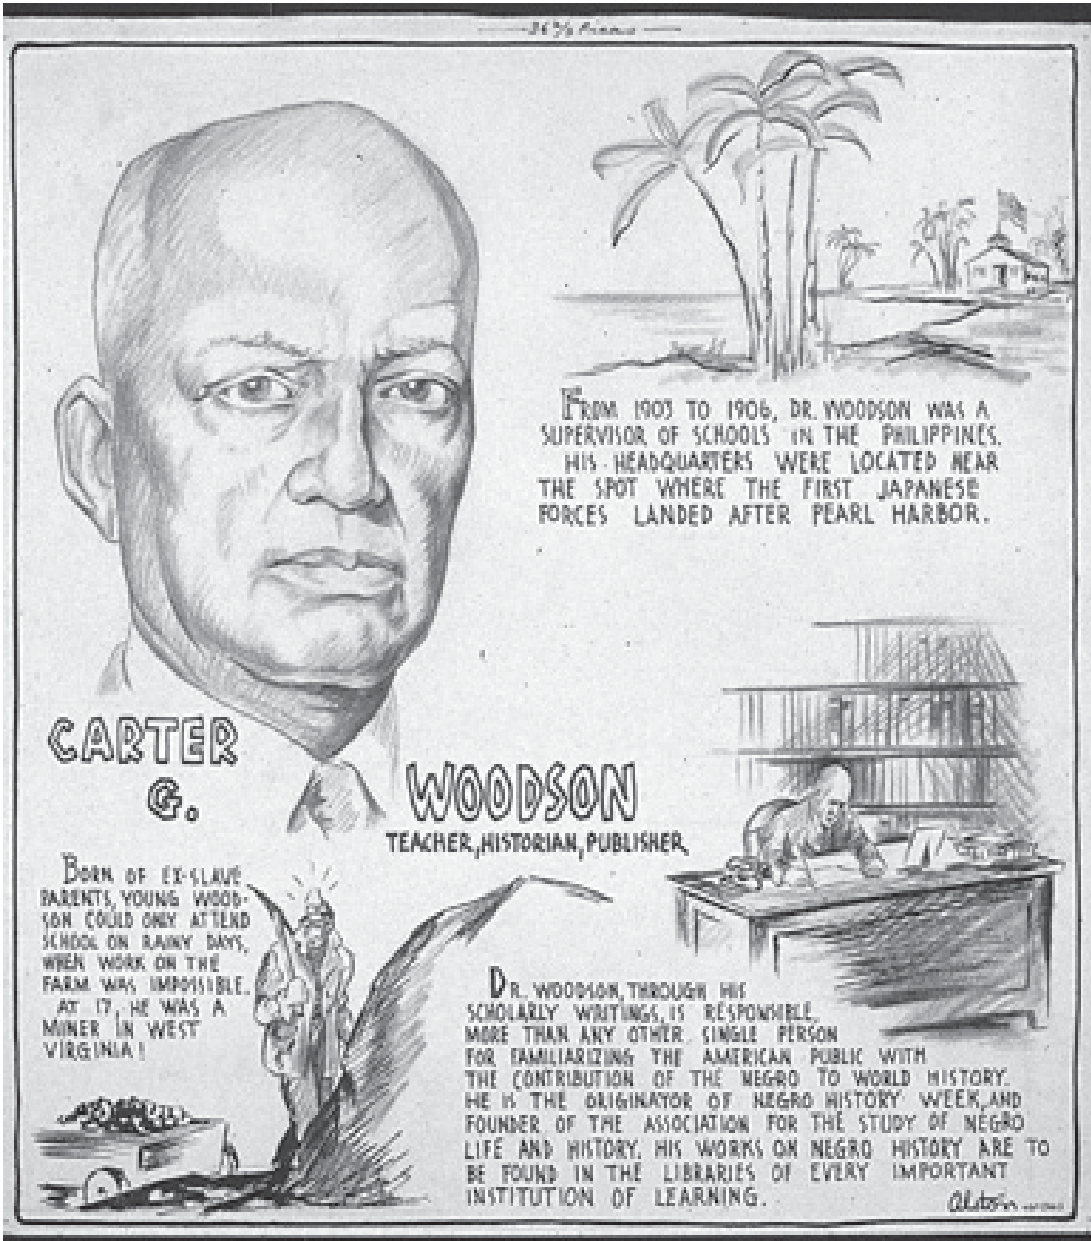 FROM 1903 TO 1906, DR. WOODSON WAS A
SUPERVISOR OF SCHOOLS IN THE PHILIPPINES.
HIS HEADQUARTERS WERE LOCATED NEAR
THE SPOT WHERE THE FIRST JAPANESE
FORCES LANDED AFTER PEARL HARBOR.
CARTER
G.
WOODSON
TEACHER, HISTORIAN, PUBLISHER
BORN OF EX-SLAVE
PARENTS, YOUNG WOOD-
SON COULD ONLY ATTEND
SCHOOL ON RAINY DAYS,
WHEN WORK ON THE
FARM WAS IMPOSSIBLE.
AT 17, HE WAS A
MINER IN WEST
VIRGINIA!
DR. WOODSON, THROUGH HIS
SCHOLARLY WRITINGS, IS RESPONSIBLE,
MORE THAN ANY OTHER SINGLE PERSON
FOR FAMILIARIZING THE AMERICAN PUBLIC WITH
THE CONTRIBUTION OF THE NEGRO TO WORLD HISTORY.
HE IS THE ORIGINATOR OF NEGRO HISTORY WEEK, AND
FOUNDER OF THE ASSOCIATION FOR THE STUDY OF NEGRO
LIFE AND HISTORY. HIS WORKS ON NEGRO HISTORY ARE TO
BE FOUND IN THE LIBRARIES OF EVERY IMPORTANT
INSTITUTION OF LEARNING.
Alston